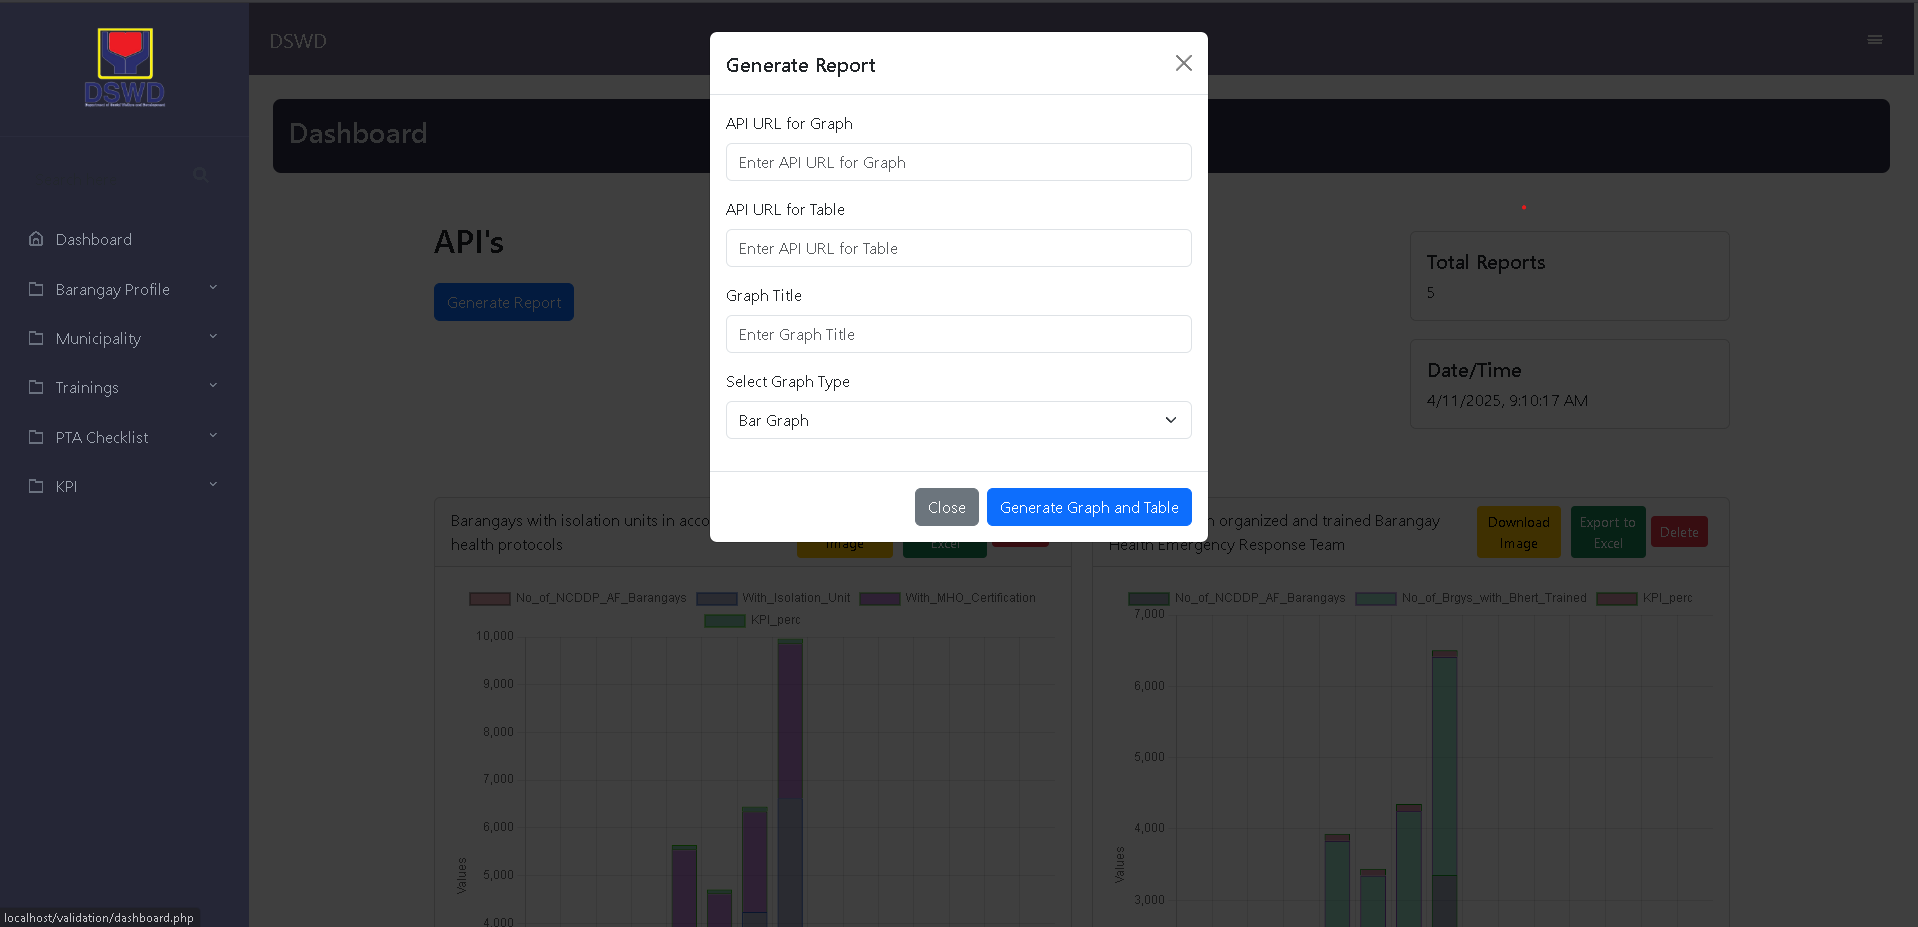 DSWD
DSWD
Dashboard
Dashboard
Barangay Profile
Municipality
Trainings
PTA Checklist
KPI
API's
Generate Report
Total Reports
5
Date/Time
4/11/2025, 9:10:17 AM
Generate Report
API URL for Graph
Enter API URL for Graph
API URL for Table
Enter API URL for Table
Graph Title
Enter Graph Title
Select Graph Type
Bar Graph
Close
Generate Graph and Table
Barangays with isolation units in acco
health protocols
Image
Excel
No_of_NCDDP_AF_Barangays
With_Isolation_Unit
With_MHO_Certification
KPI_perc
10,000
9,000
8,000
7,000
6,000
5,000
4,000
Values
organized and trained Barangay
Health Emergency Response Team
Download
Image
Export to
Excel
Delete
No_of_NCDDP_AF_Barangays
No_of_Brgys_with_Bhert_Trained
KPI_perc
7,000
6,000
5,000
4,000
3,000
Values
localhost/validation/dashboard.php